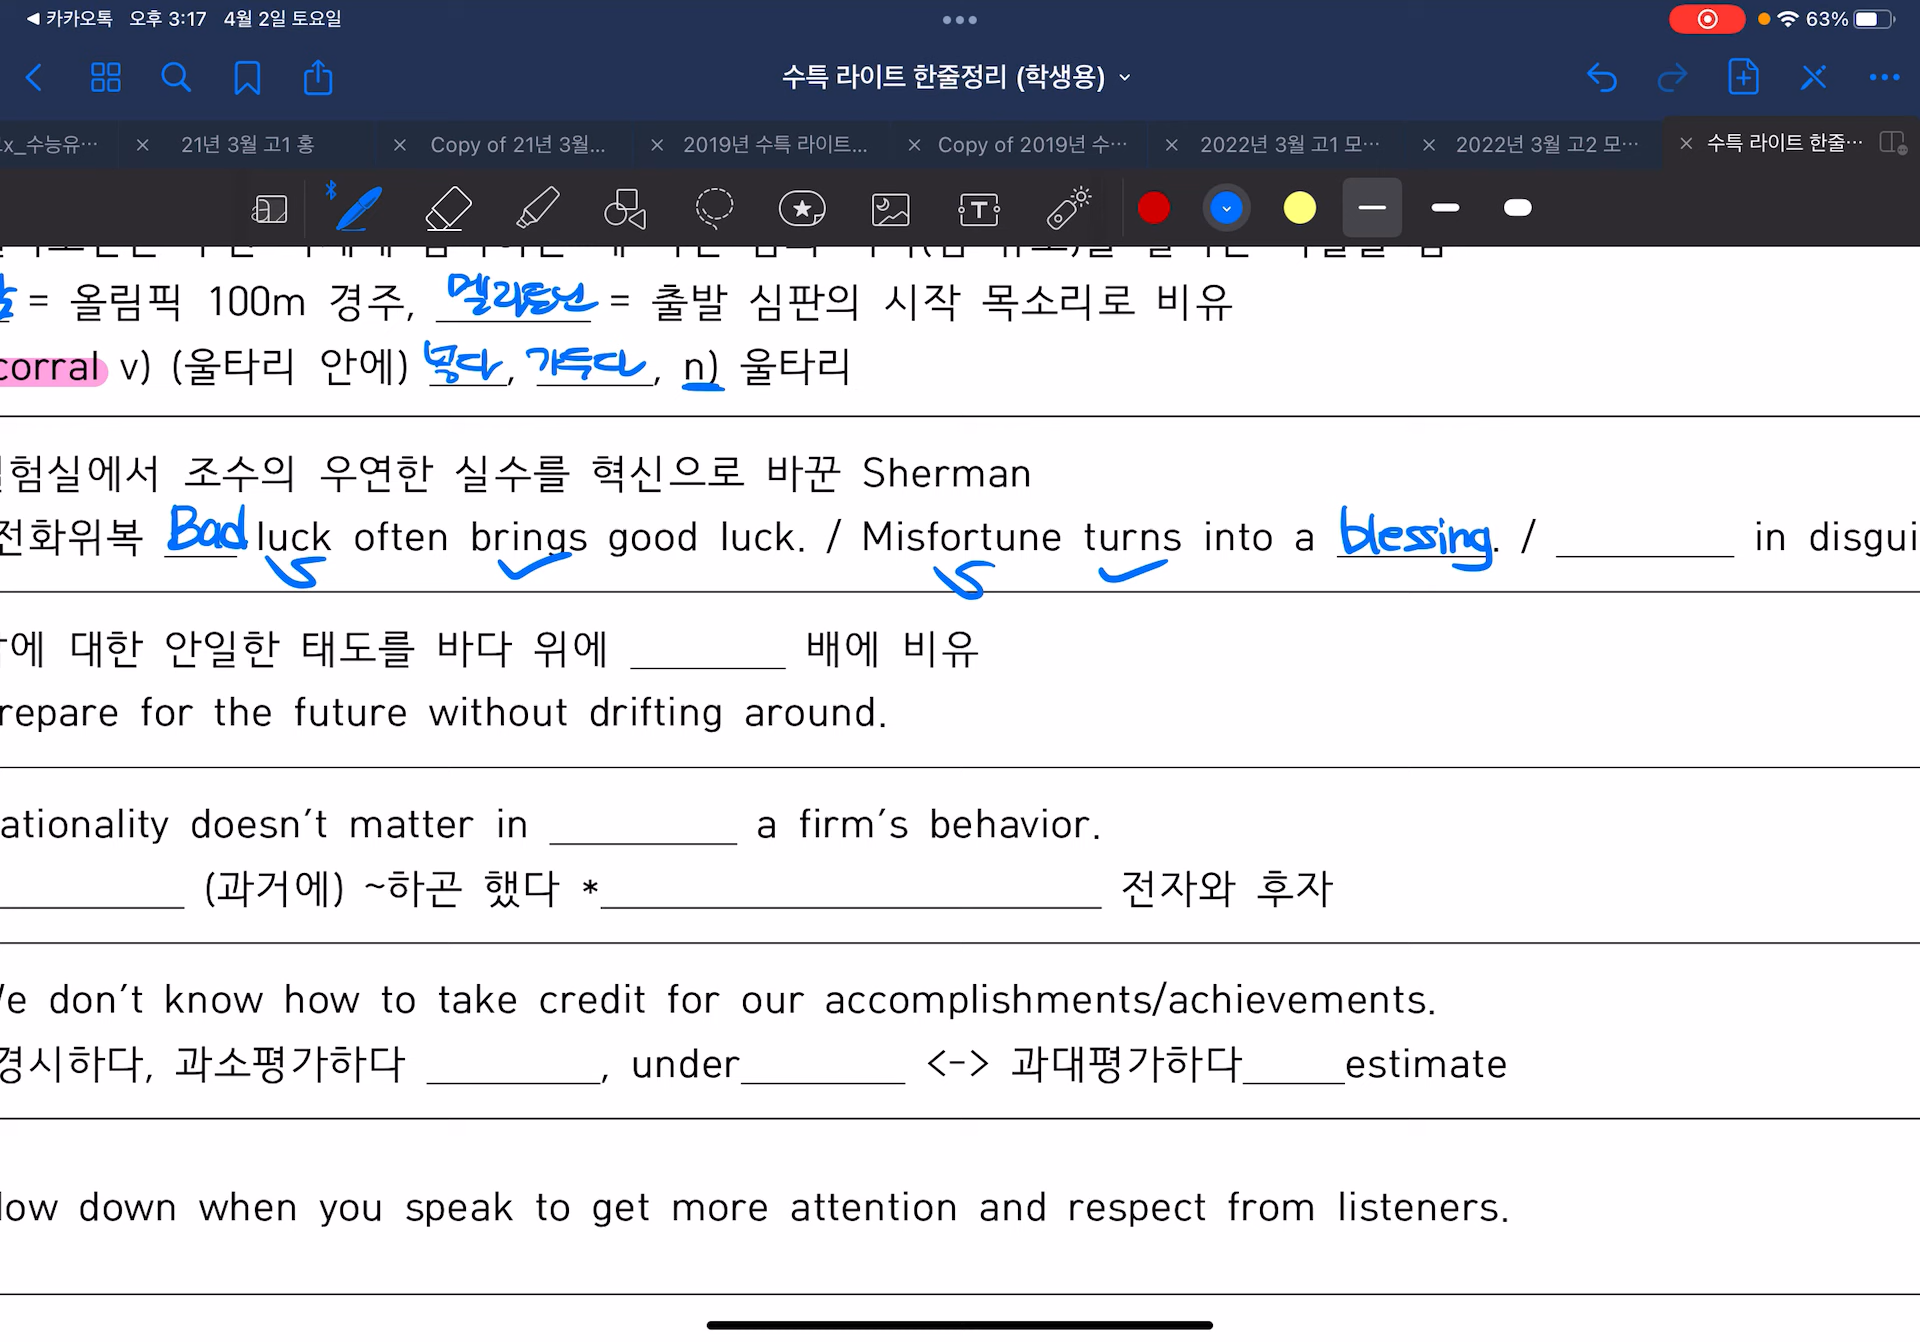 ◀ 카카오톡 오후 3:17 4월 2일 토요일 63%
수특 라이트 한줄정리 (학생용)
x_수능유··· 21년 3월 고1 홍 Copy of 21년 3월... 2019년 수특 라이트... Copy of 2019년 수··· 2022년 3월 고1 모··· 2022년 3월 고2 모··· 수특 라이트 한줄···
= 올림픽 100m 경주, 멜라토닌 = 출발 심판의 시작 목소리로 비유
corral v) (울타리 안에) 넣다, 가두다, n) 울타리
험실에서 조수의 우연한 실수를 혁신으로 바꾼 Sherman
전화위복 Bad luck often brings good luck. / Misfortune turns into a blessing. / ________ in disgui
에 대한 안일한 태도를 바다 위에 ________ 배에 비유
repare for the future without drifting around.
ationality doesn't matter in ________ a firm's behavior.
________ (과거에) ~하곤 했다 *________ 전자와 후자
e don't know how to take credit for our accomplishments/achievements.
경시하다, 과소평가하다 ________, under________ <-> 과대평가하다_____estimate
low down when you speak to get more attention and respect from listeners.